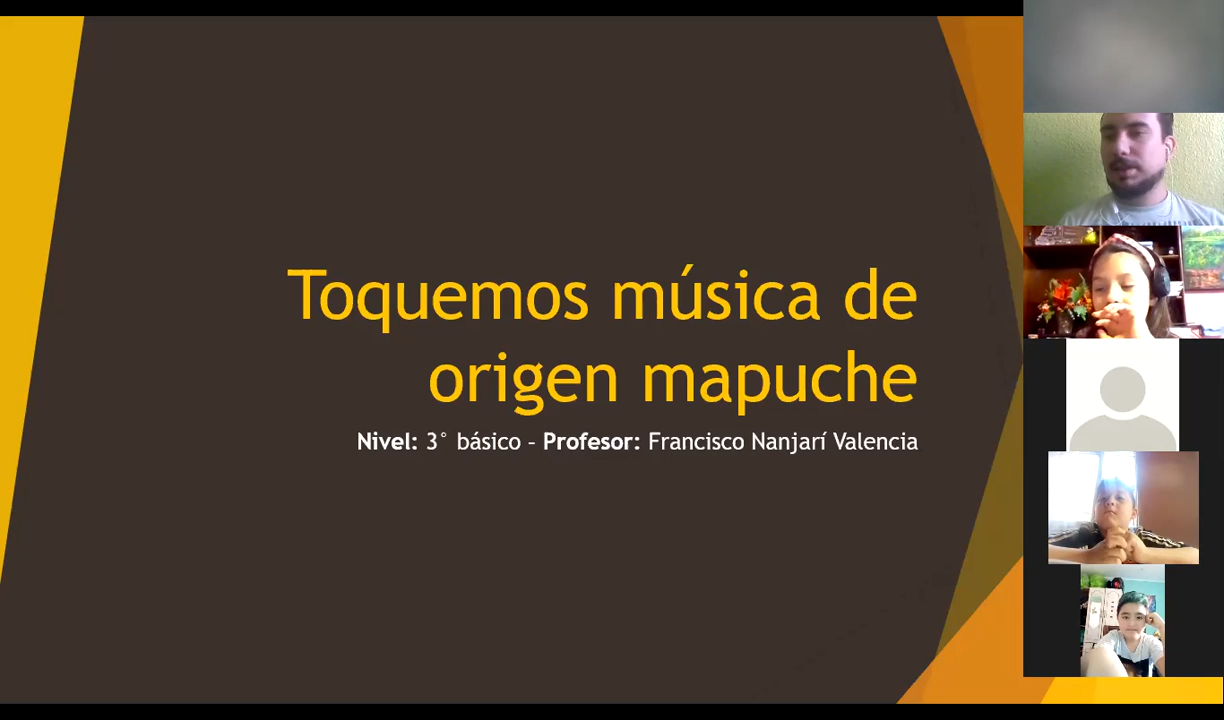 Toquemos música de
origen mapuche
Nivel: 3° básico – Profesor: Francisco Nanjarí Valencia